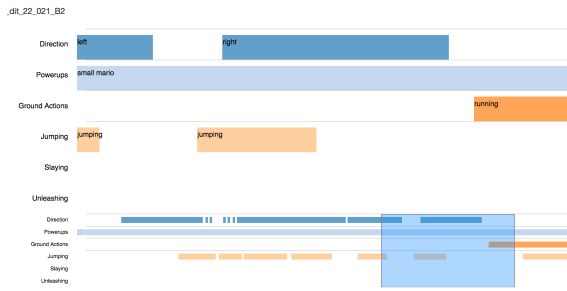 _dit_22_021_B2
Direction
left
right
Powerups
small mario
Ground Actions
running
Jumping
jumping
jumping
Slaying
Unleashing
Direction
Powerups
Ground Actions
Jumping
Slaying
Unleashing